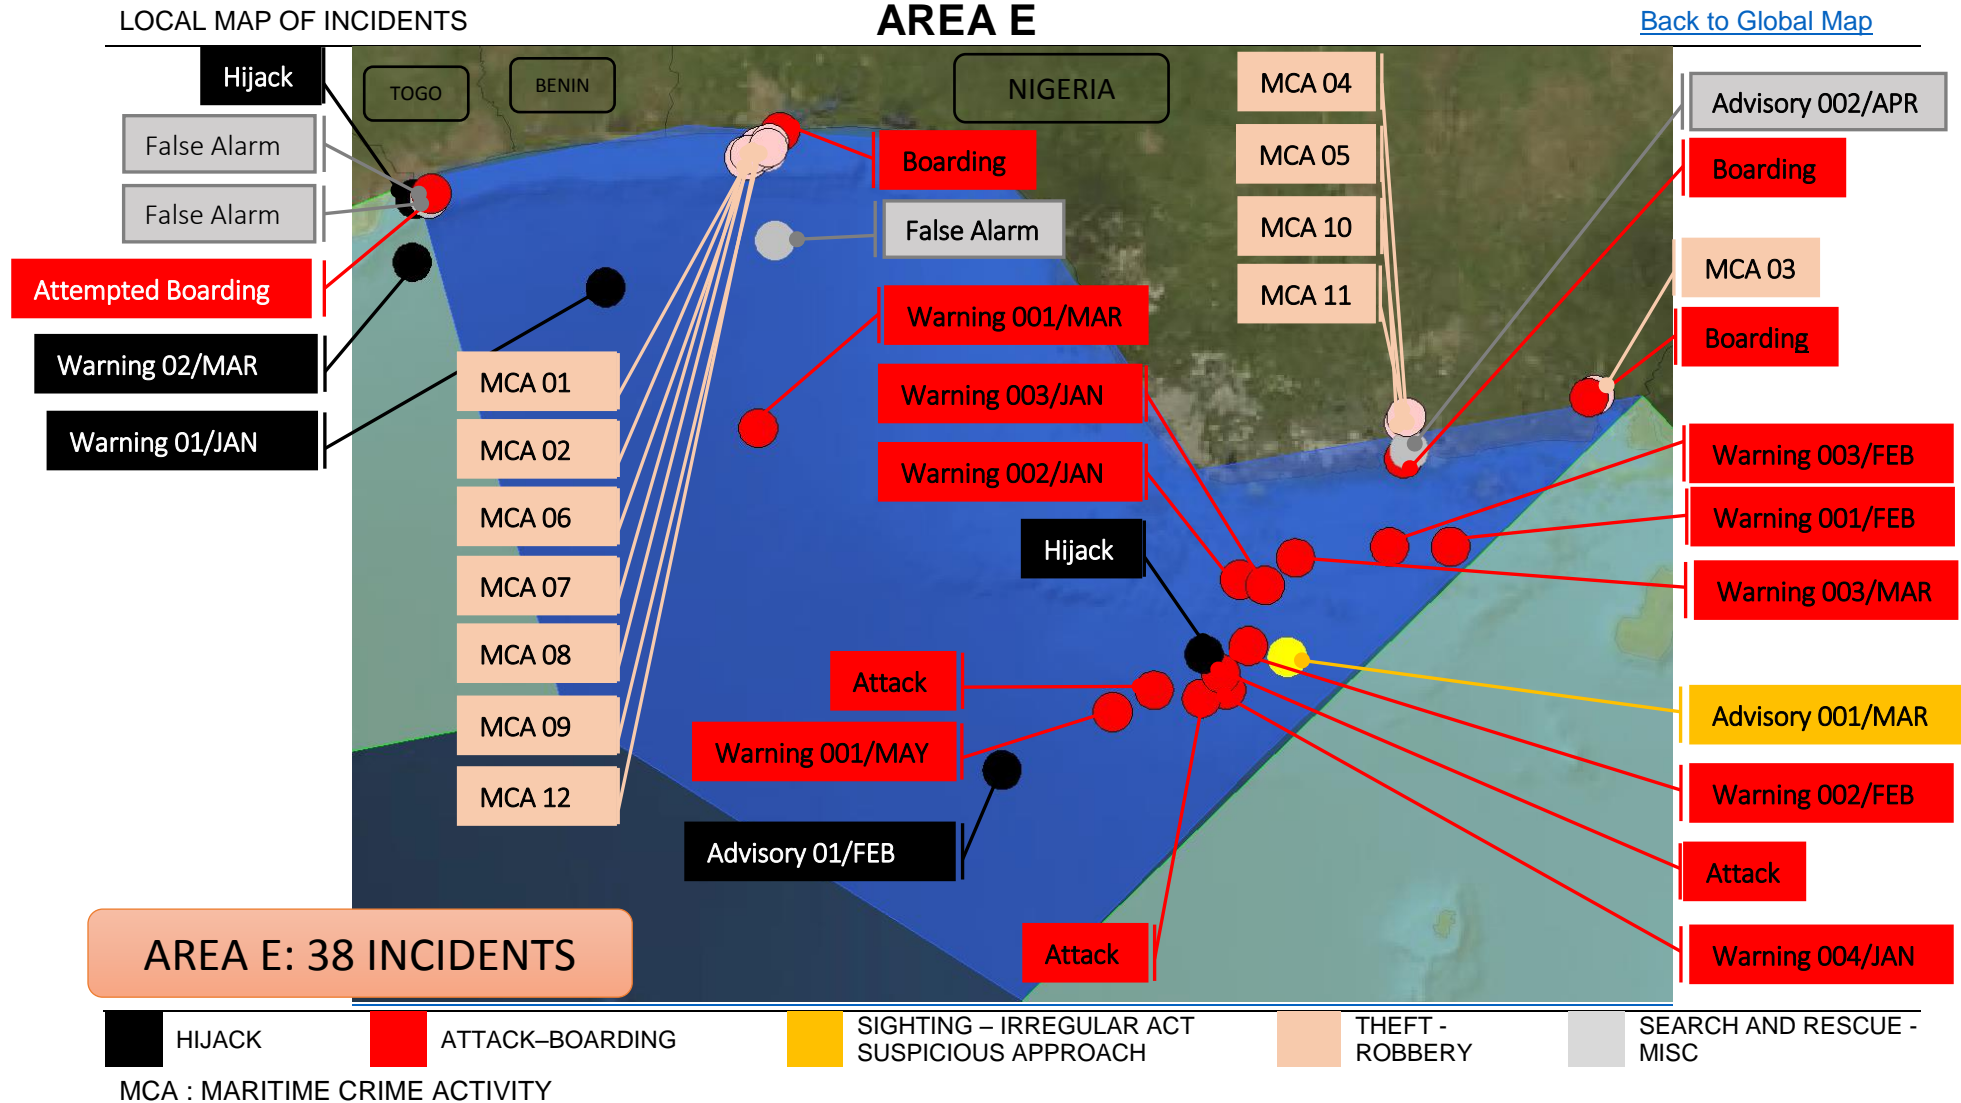 LOCAL MAP OF INCIDENTS
AREA E
Back to Global Map
Hijack
False Alarm
False Alarm
Attempted Boarding
Warning 02/MAR
Warning 01/JAN
TOGO
BENIN
NIGERIA
MCA 01
MCA 02
MCA 06
MCA 07
MCA 08
MCA 09
MCA 12
Boarding
False Alarm
Warning 001/MAR
Warning 003/JAN
Warning 002/JAN
Hijack
Attack
Warning 001/MAY
Advisory 01/FEB
Attack
MCA 04
MCA 05
MCA 10
MCA 11
Advisory 002/APR
Boarding
MCA 03
Boarding
Warning 003/FEB
Warning 001/FEB
Warning 003/MAR
Advisory 001/MAR
Warning 002/FEB
Attack
Warning 004/JAN
AREA E: 38 INCIDENTS
HIJACK
ATTACK–BOARDING
SIGHTING – IRREGULAR ACT
SUSPICIOUS APPROACH
THEFT -
ROBBERY
SEARCH AND RESCUE -
MISC
MCA : MARITIME CRIME ACTIVITY